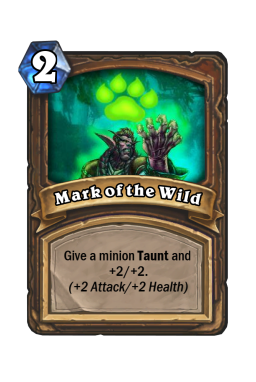 2
Mark of the Wild
Give a minion Taunt and
+2/+2.
(+2 Attack/+2 Health)